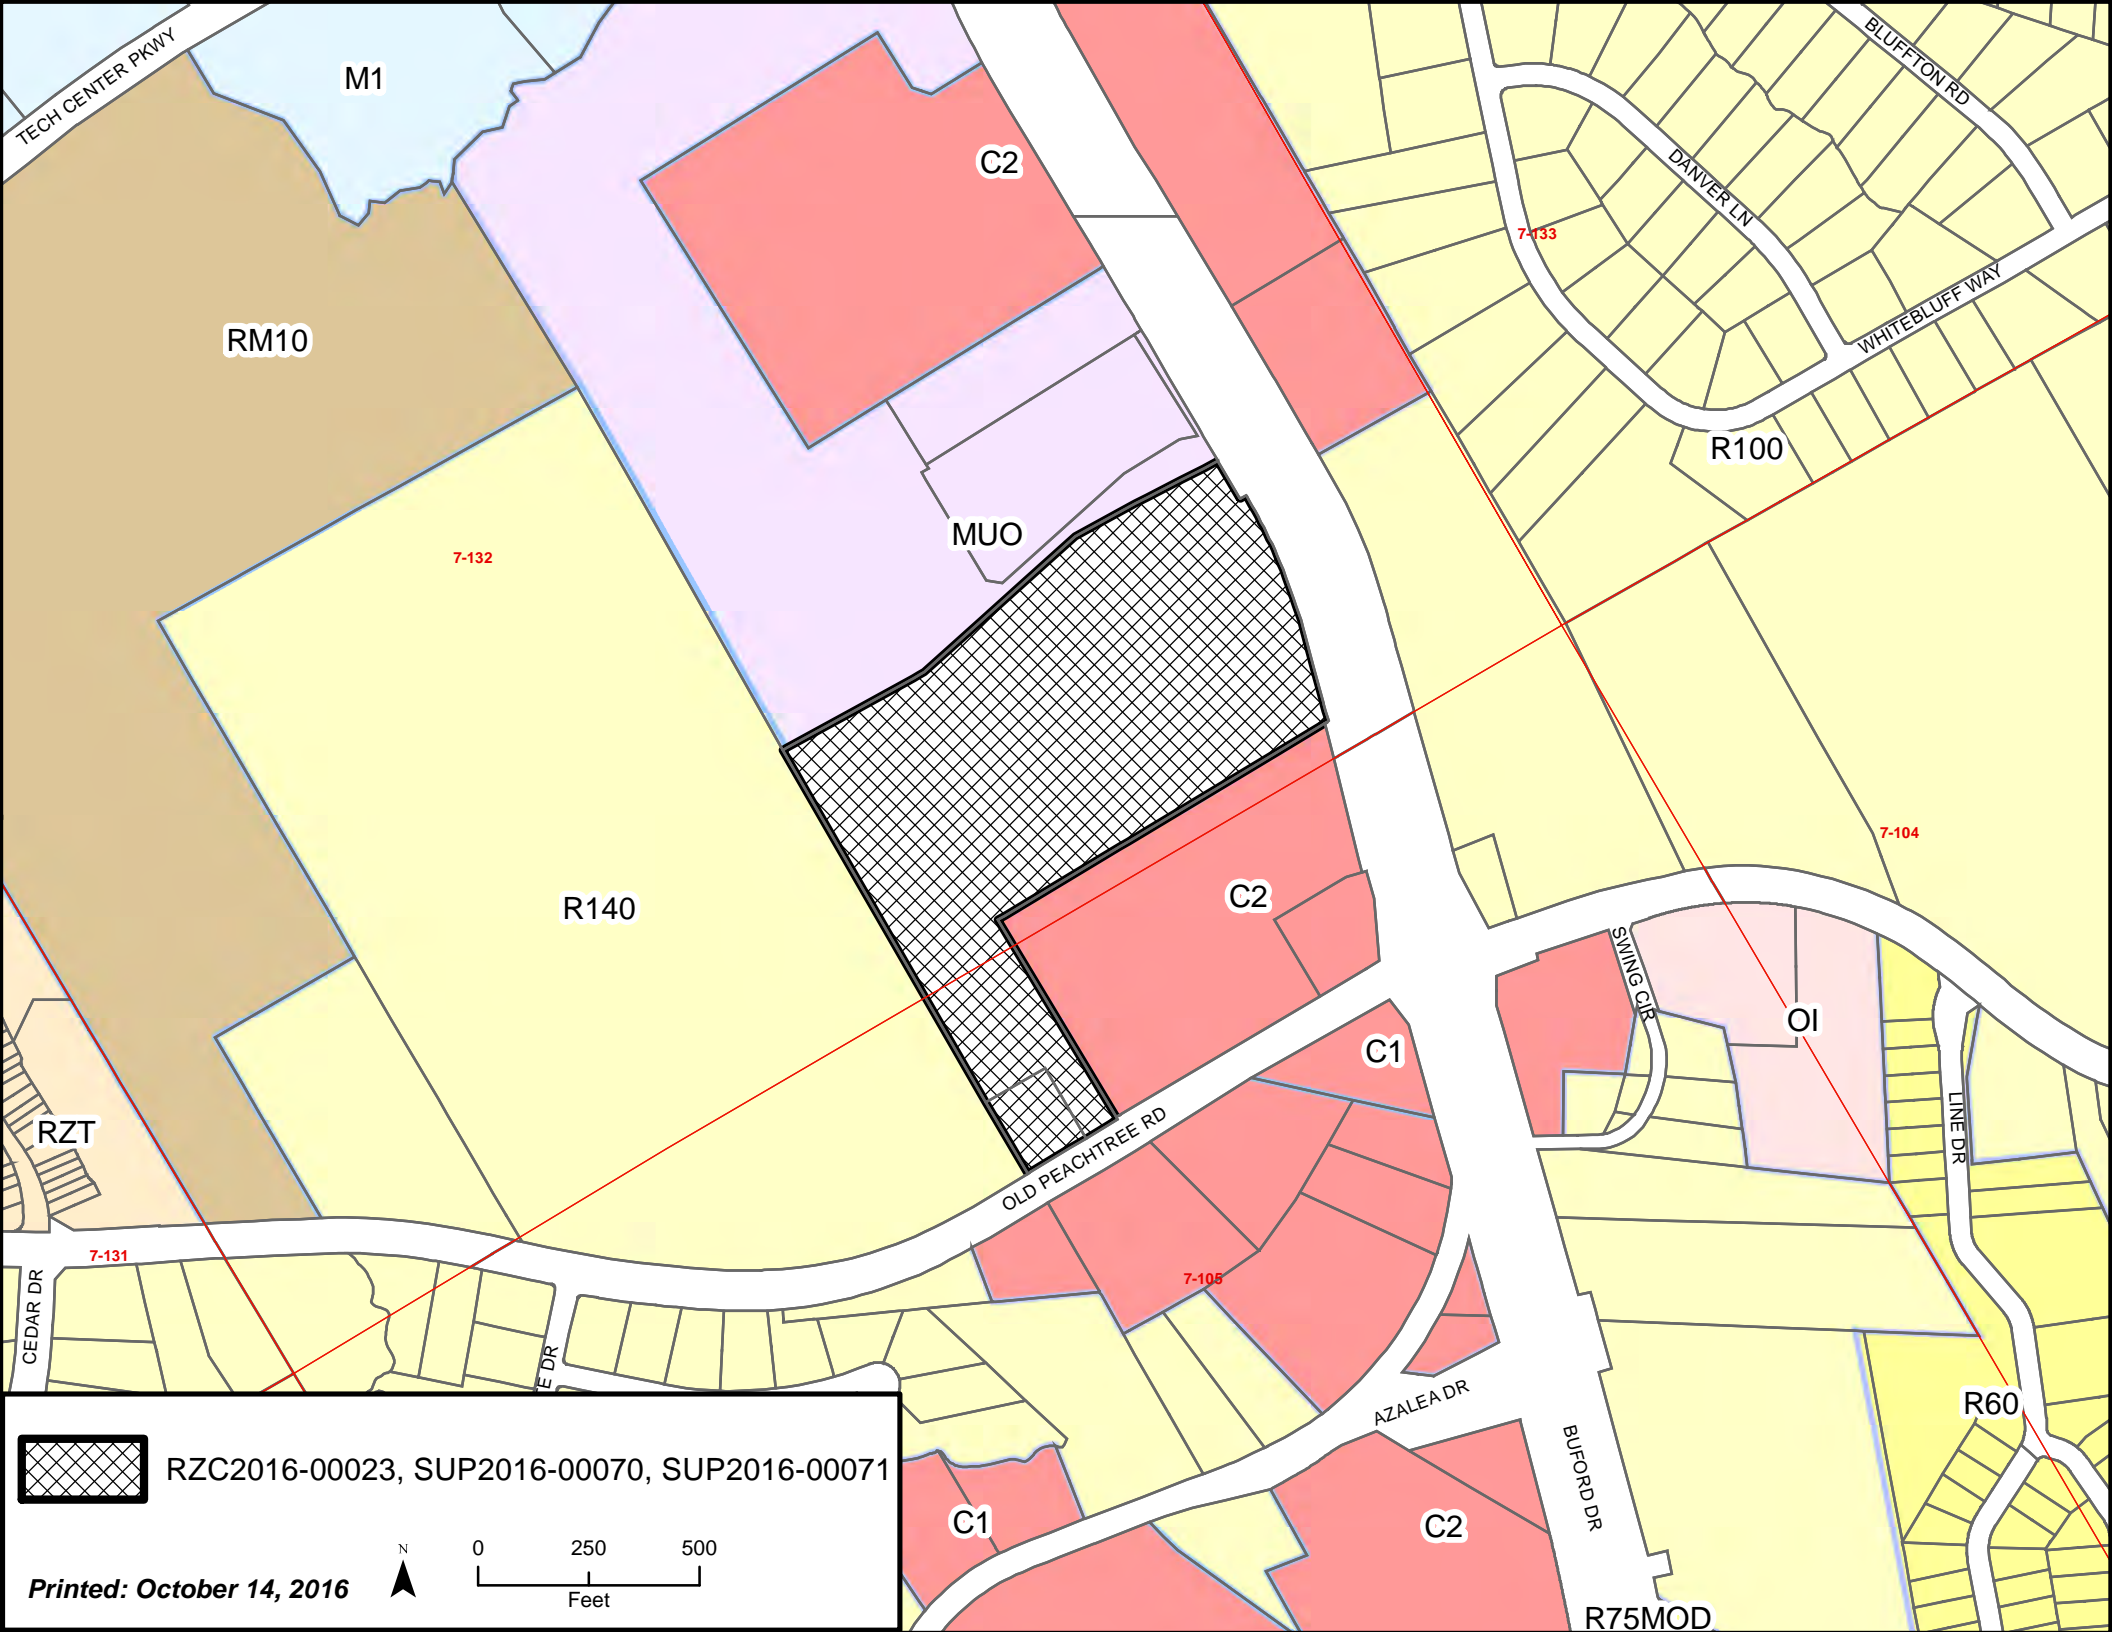 TECH CENTER PKWY
M1
C2
BLUFFTON RD
DANVER LN
7-133
WHITEBLUFF WAY
RM10
R100
MUO
7-132
7-104
R140
C2
SWING CIR
OI
C1
LINE DR
RZT
OLD PEACHTREE RD
7-131
7-105
CEDAR DR
E DR
AZALEA DR
R60
BUFORD DR
C1
C2
R75MOD
RZC2016-00023, SUP2016-00070, SUP2016-00071
N
0 250 500
Feet
Printed: October 14, 2016